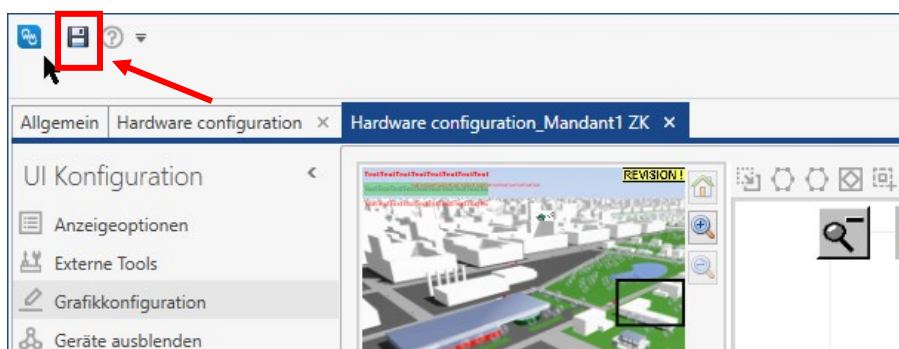 Allgemein Hardware configuration × Hardware configuration_Mandant1 ZK ×
UI Konfiguration
REVISION !
Anzeigeoptionen
Externe Tools
Grafikkonfiguration
Geräte ausblenden